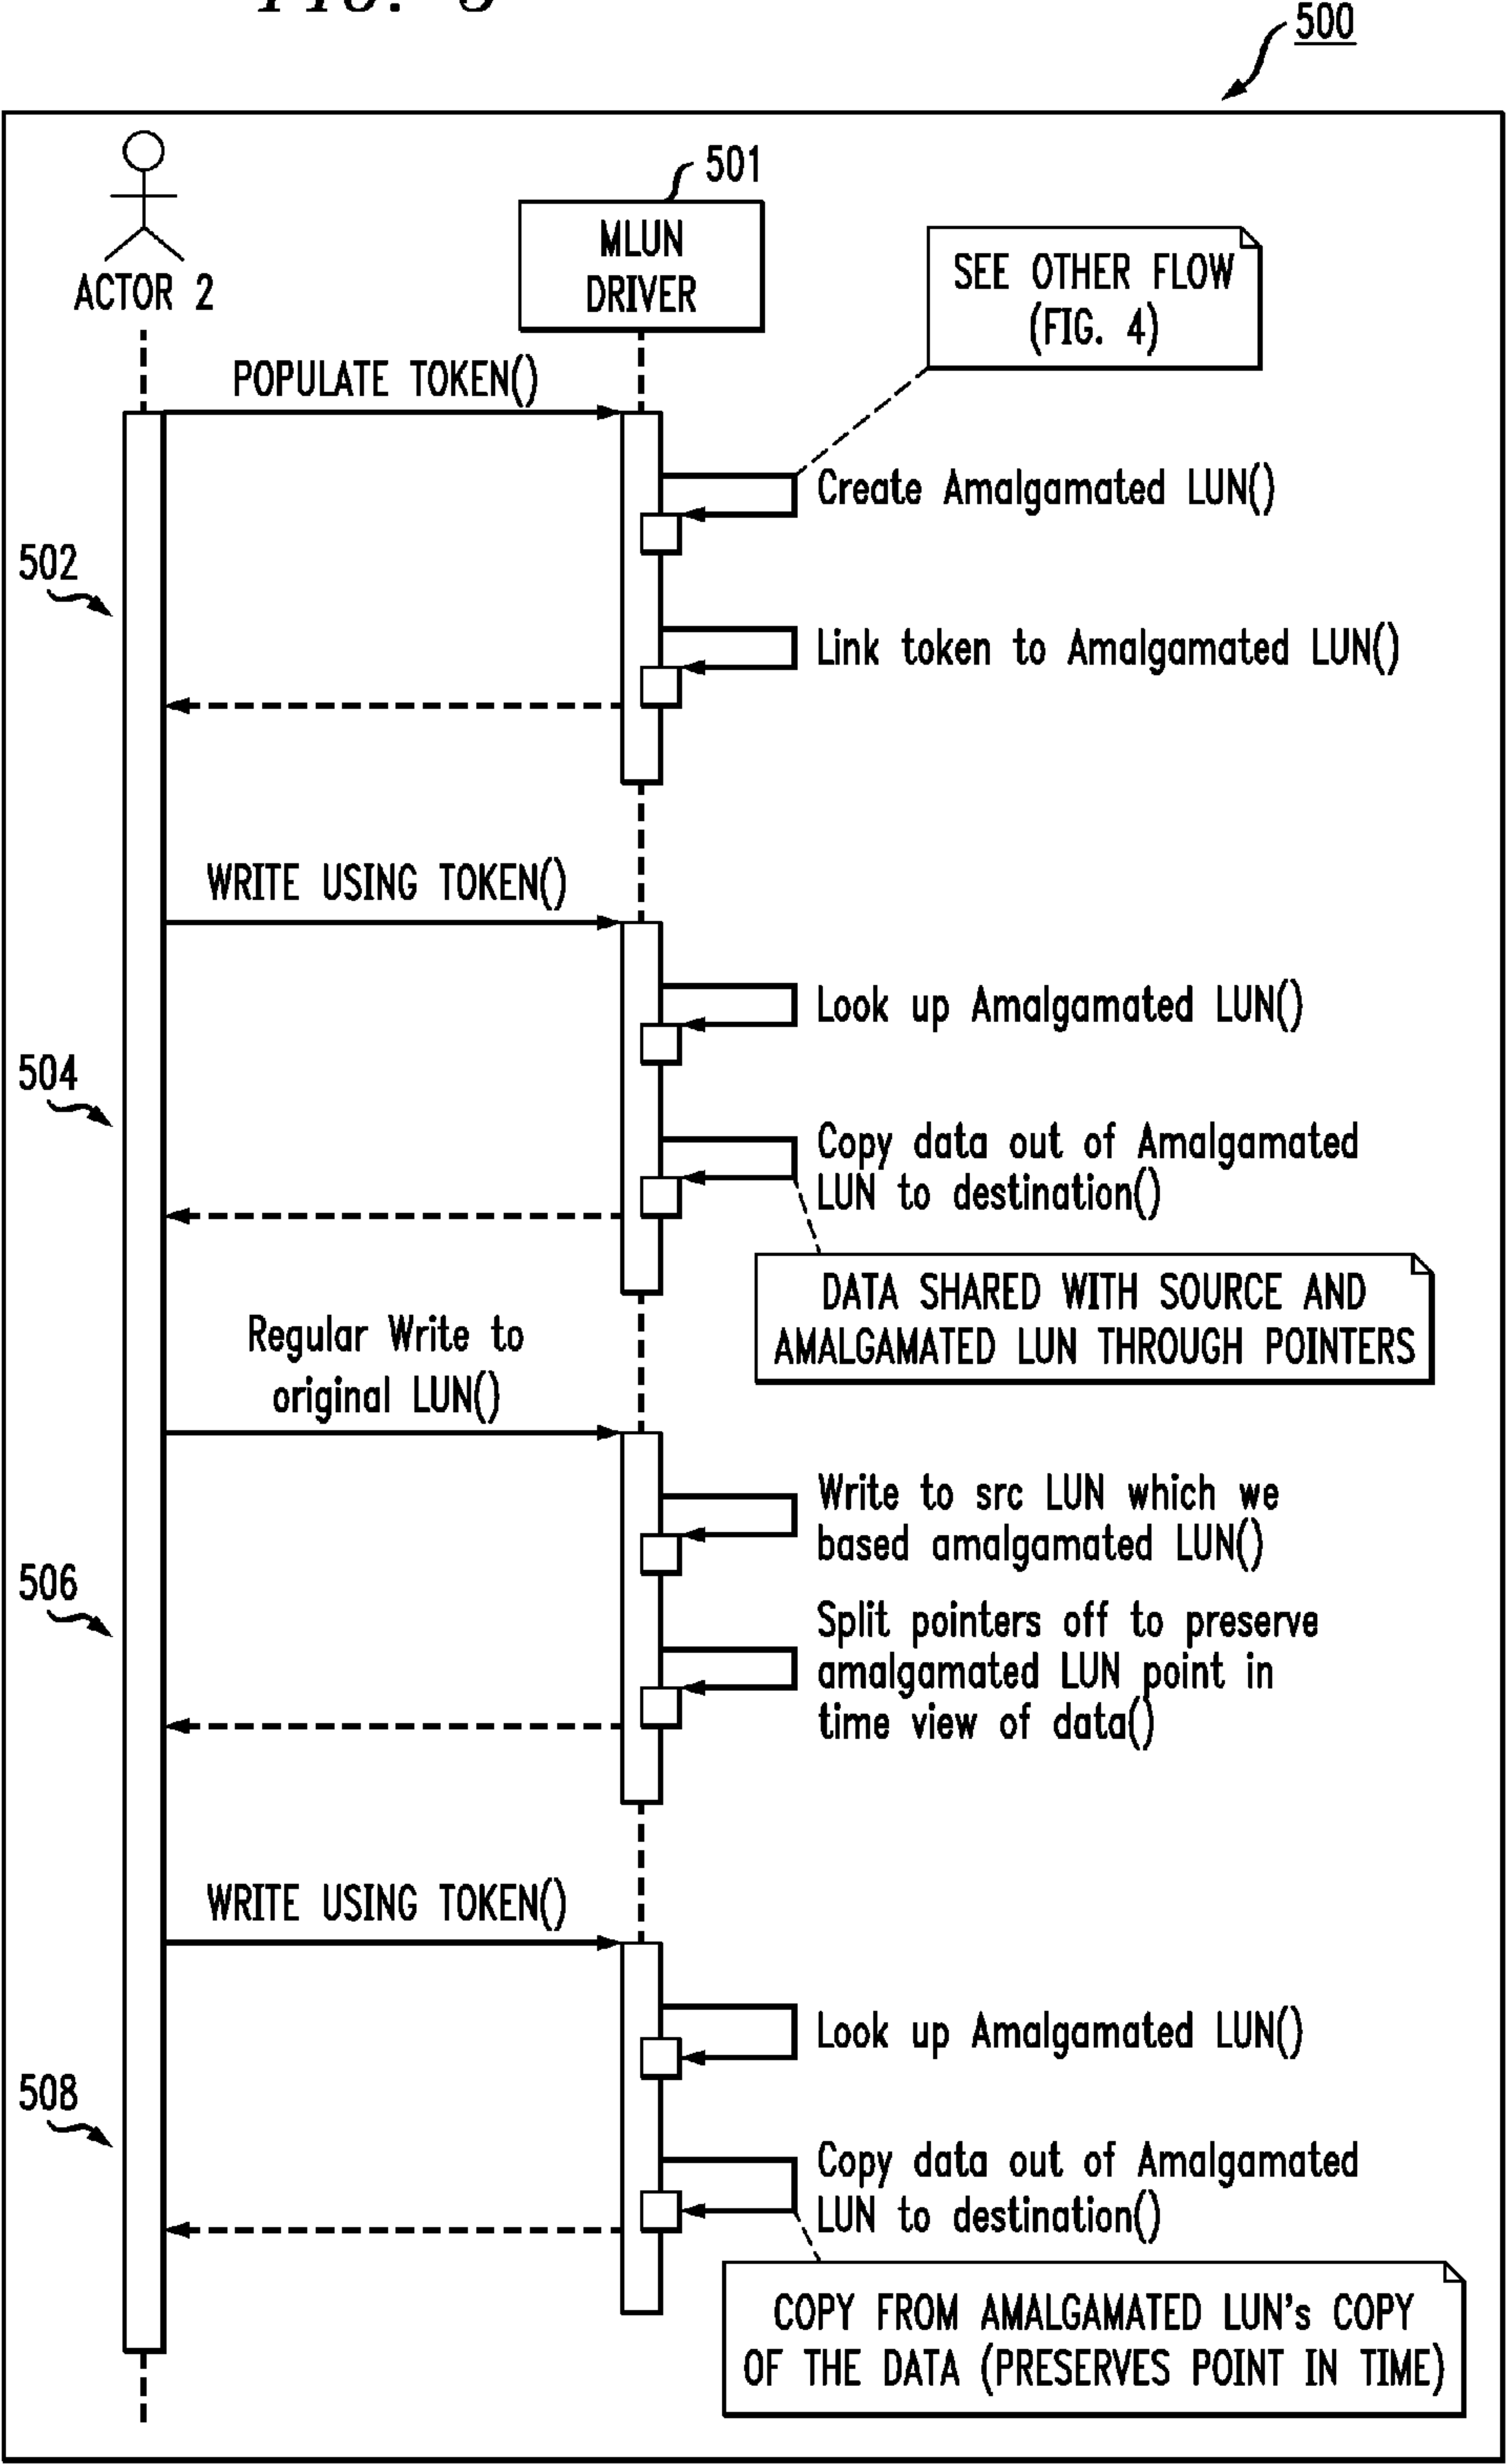 FIG. 5
500
501
MLUN
DRIVER
ACTOR 2
SEE OTHER FLOW
(FIG. 4)
POPULATE TOKEN()
Create Amalgamated LUN()
502
Link token to Amalgamated LUN()
WRITE USING TOKEN()
Look up Amalgamated LUN()
504
Copy data out of Amalgamated
LUN to destination()
DATA SHARED WITH SOURCE AND
AMALGAMATED LUN THROUGH POINTERS
Regular Write to
original LUN()
Write to src LUN which we
based amalgamated LUN()
506
Split pointers off to preserve
amalgamated LUN point in
time view of data()
WRITE USING TOKEN()
Look up Amalgamated LUN()
508
Copy data out of Amalgamated
LUN to destination()
COPY FROM AMALGAMATED LUN's COPY
OF THE DATA (PRESERVES POINT IN TIME)